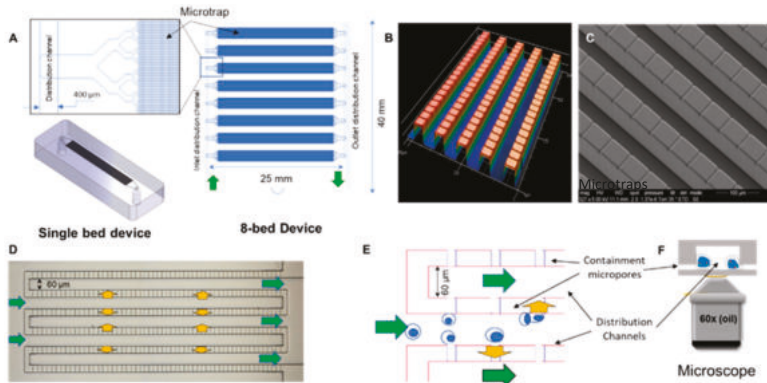 Microtrap
A
B
C
Distribution channel
400 µm
Inlet distribution channel
Outlet distribution channel
40 mm
25 mm
Single bed device
8-bed Device
Microtraps
D
60 µm
E
60 µm
Containment
micropores
Distribution
Channels
F
60x (oil)
Microscope